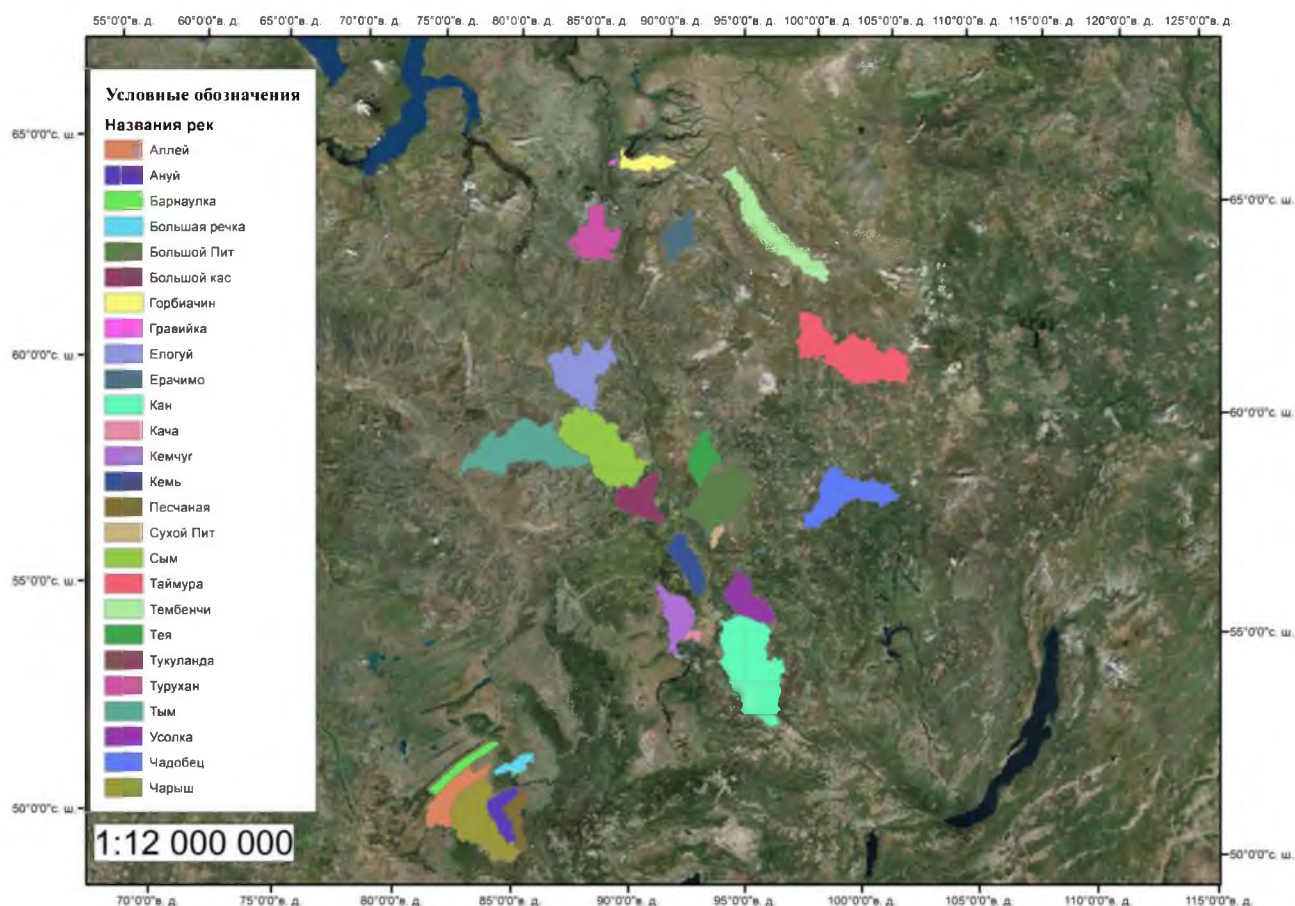 55°0'0"в. д. 60°0'0"в. д. 65°0'0"в. д. 70°0'0"в. д. 75°0'0"в. д. 80°0'0"в. д. 85°0'0"в. д. 90°0'0"в. д. 95°0'0"в. д. 100°0'0"в. д. 105°0'0"в. д. 110°0'0"в. д. 115°0'0"в. д. 120°0'0"в. д. 125°0'0"в. д.
Условные обозначения
Названия рек
Аллей
Ануй
Барнаулка
Большая речка
Большой Пит
Большой кас
Горбиачин
Гравийка
Елогуй
Ерачимо
Кан
Кача
Кемчуг
Кемь
Песчаная
Сухой Пит
Сым
Таймура
Тембенчи
Тея
Тукуланда
Турухан
Тым
Усолка
Чадобец
Чарыш
1:12 000 000
65°0'0"с. ш.
60°0'0"с. ш.
55°0'0"с. ш.
50°0'0"с. ш.
65°0'0"с. ш.
60°0'0"с. ш.
55°0'0"с. ш.
50°0'0"с. ш.
70°0'0"в. д. 75°0'0"в. д. 80°0'0"в. д. 85°0'0"в. д. 90°0'0"в. д. 95°0'0"в. д. 100°0'0"в. д. 105°0'0"в. д. 110°0'0"в. д. 115°0'0"в. д.